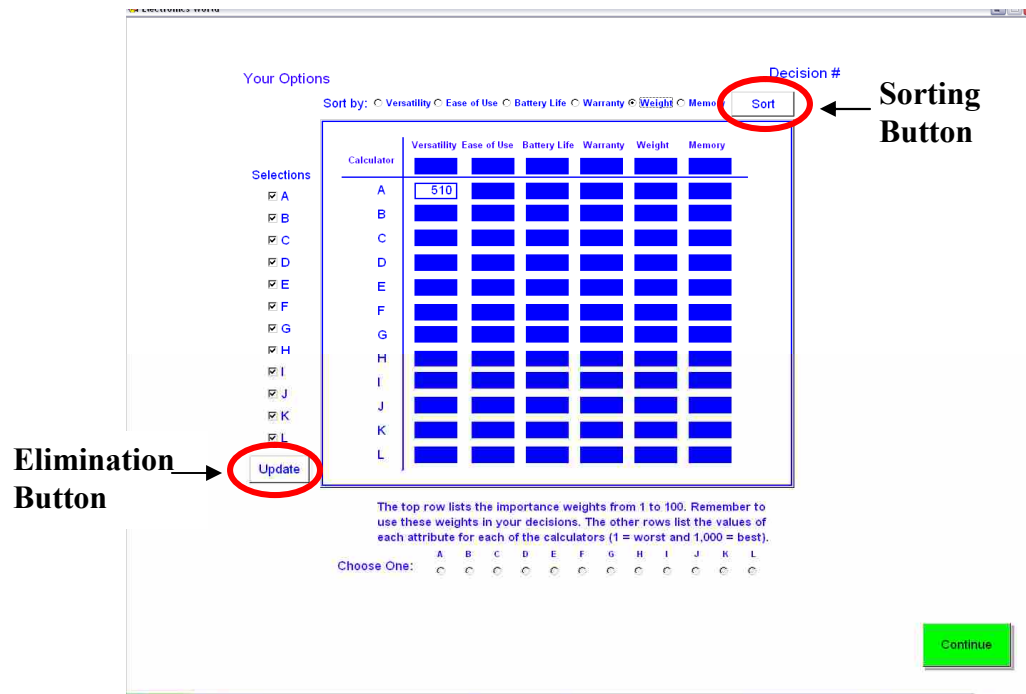 Electronics World
Your Options
Decision #
Sort by: Versatility Ease of Use Battery Life Warranty Weight Memory Sort
Sorting
Button
Versatility Ease of Use Battery Life Warranty Weight Memory
Calculator
Selections
A
B
C
D
E
F
G
H
I
J
K
L
Update
A 510
B
C
D
E
F
G
H
I
J
K
L
Elimination
Button
The top row lists the importance weights from 1 to 100. Remember to
use these weights in your decisions. The other rows list the values of
each attribute for each of the calculators (1 = worst and 1,000 = best).
A B C D E F G H I J K L
Choose One:
Continue